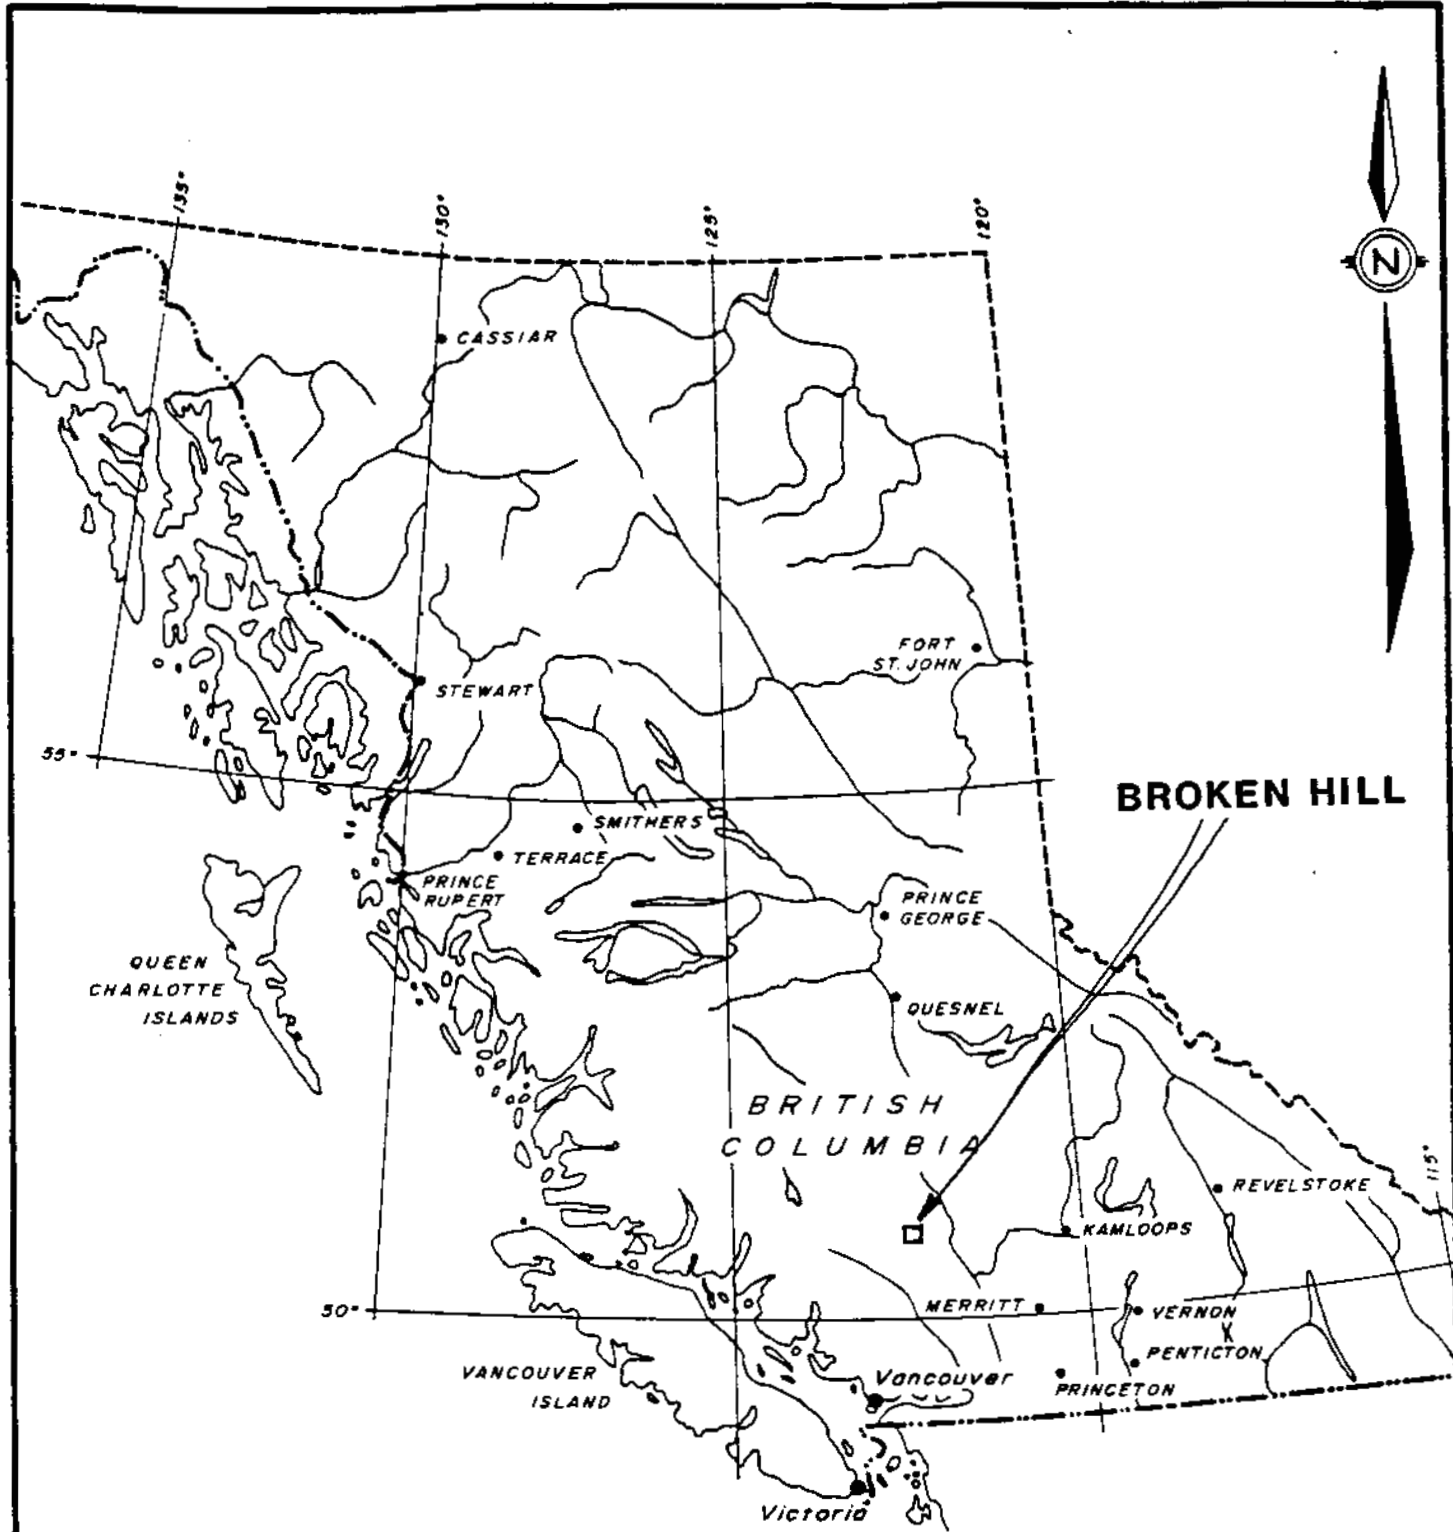 135°
130°
125°
120°
N
CASSIAR
FORT
ST. JOHN
STEWART
55°
BROKEN HILL
SMITHERS
TERRACE
PRINCE
RUPERT
PRINCE
GEORGE
QUEEN
CHARLOTTE
ISLANDS
QUESNEL
BRITISH
COLUMBIA
115°
REVELSTOKE
KAMLOOPS
50°
MERRITT
VERNON
X
PENTICTON
VANCOUVER
ISLAND
Vancouver
PRINCETON
Victoria